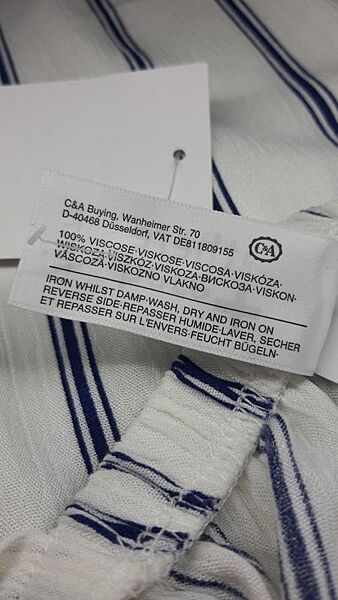 C&A Buying, Wanheimer Str. 70
D-40468 Düsseldorf, VAT DE811809155
C&A
100% VISCOSE·VISKOSE·VISCOSA·VISKÓZA·
WISKOZA·VISZKÓZ·VISKOZA·ВИСКОЗА·VISKON·
VÂSCOZĂ·VISKOZNO VLAKNO
IRON WHILST DAMP·WASH, DRY AND IRON ON
REVERSE SIDE·REPASSER HUMIDE·LAVER, SECHER
ET REPASSER SUR L'ENVERS·FEUCHT BÜGELN·